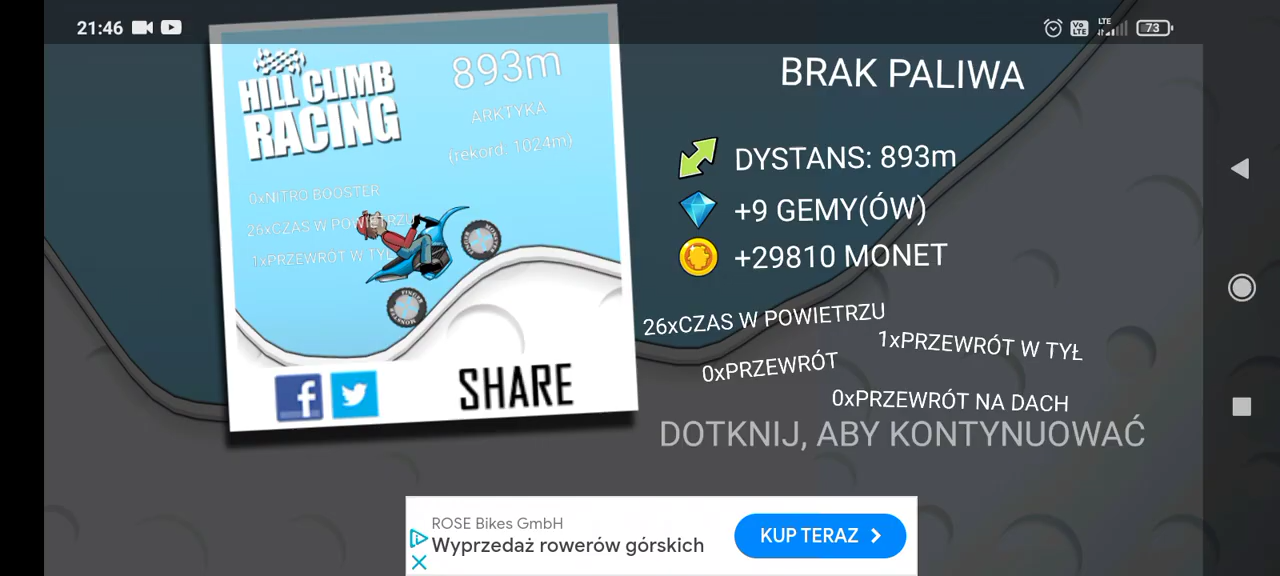 21:46
VoLTE
LTE
73
HILL CLIMB
RACING
893m
ARKTYKA
(rekord: 1024m)
0xNITRO BOOSTER
26xCZAS W POWIETRZU
1xPRZEWRÓT W TYŁ
SHARE
BRAK PALIWA
DYSTANS: 893m
+9 GEMY(ÓW)
+29810 MONET
26xCZAS W POWIETRZU
1xPRZEWRÓT W TYŁ
0xPRZEWRÓT
0xPRZEWRÓT NA DACH
DOTKNIJ, ABY KONTYNUOWAĆ
ROSE Bikes GmbH
Wyprzedaż rowerów górskich
KUP TERAZ